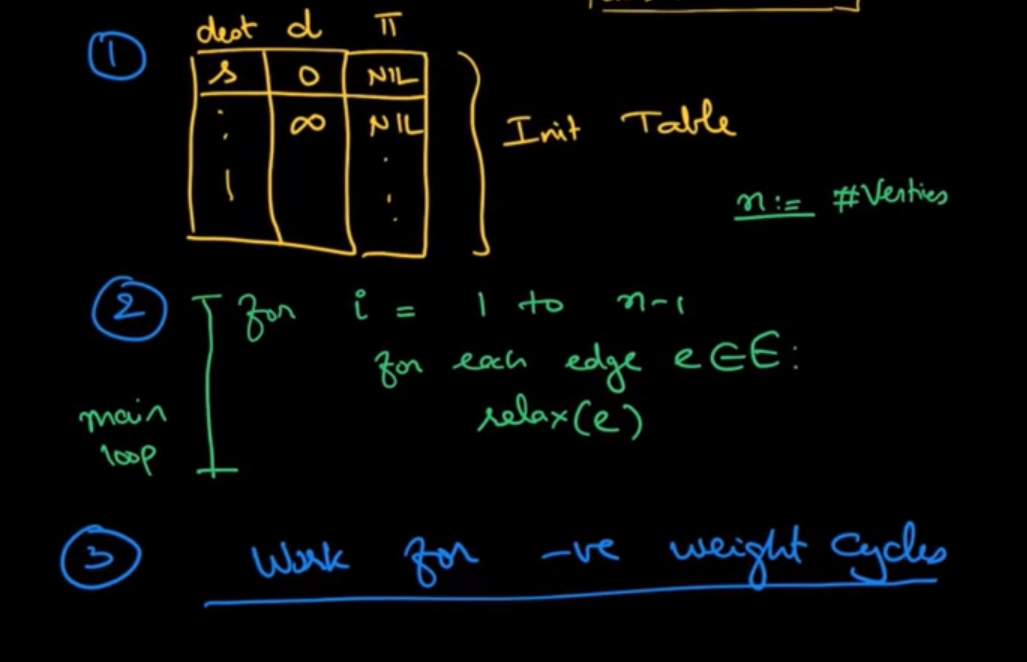 ① dest d π
s 0 NIL
: ∞ NIL
Init Table
n := #Verties
② for i = 1 to n-1
for each edge e ∈ E:
relax(e)
main
loop
③ Work for -ve weight cycles